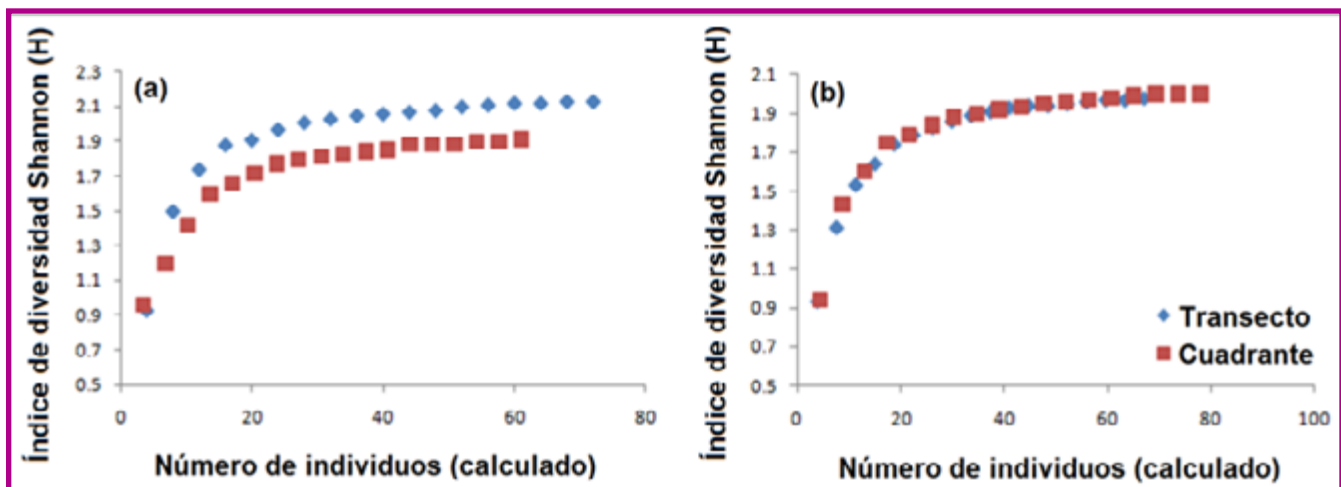 Índice de diversidad Shannon (H)
(a)
2.3
2.1
1.9
1.7
1.5
1.3
1.1
0.9
0.7
0.5
0 20 40 60 80
Número de individuos (calculado)
Índice de diversidad Shannon (H)
(b)
2.1
1.9
1.7
1.5
1.3
1.1
0.9
0.7
0.5
Transecto
Cuadrante
0 20 40 60 80 100
Número de individuos (calculado)